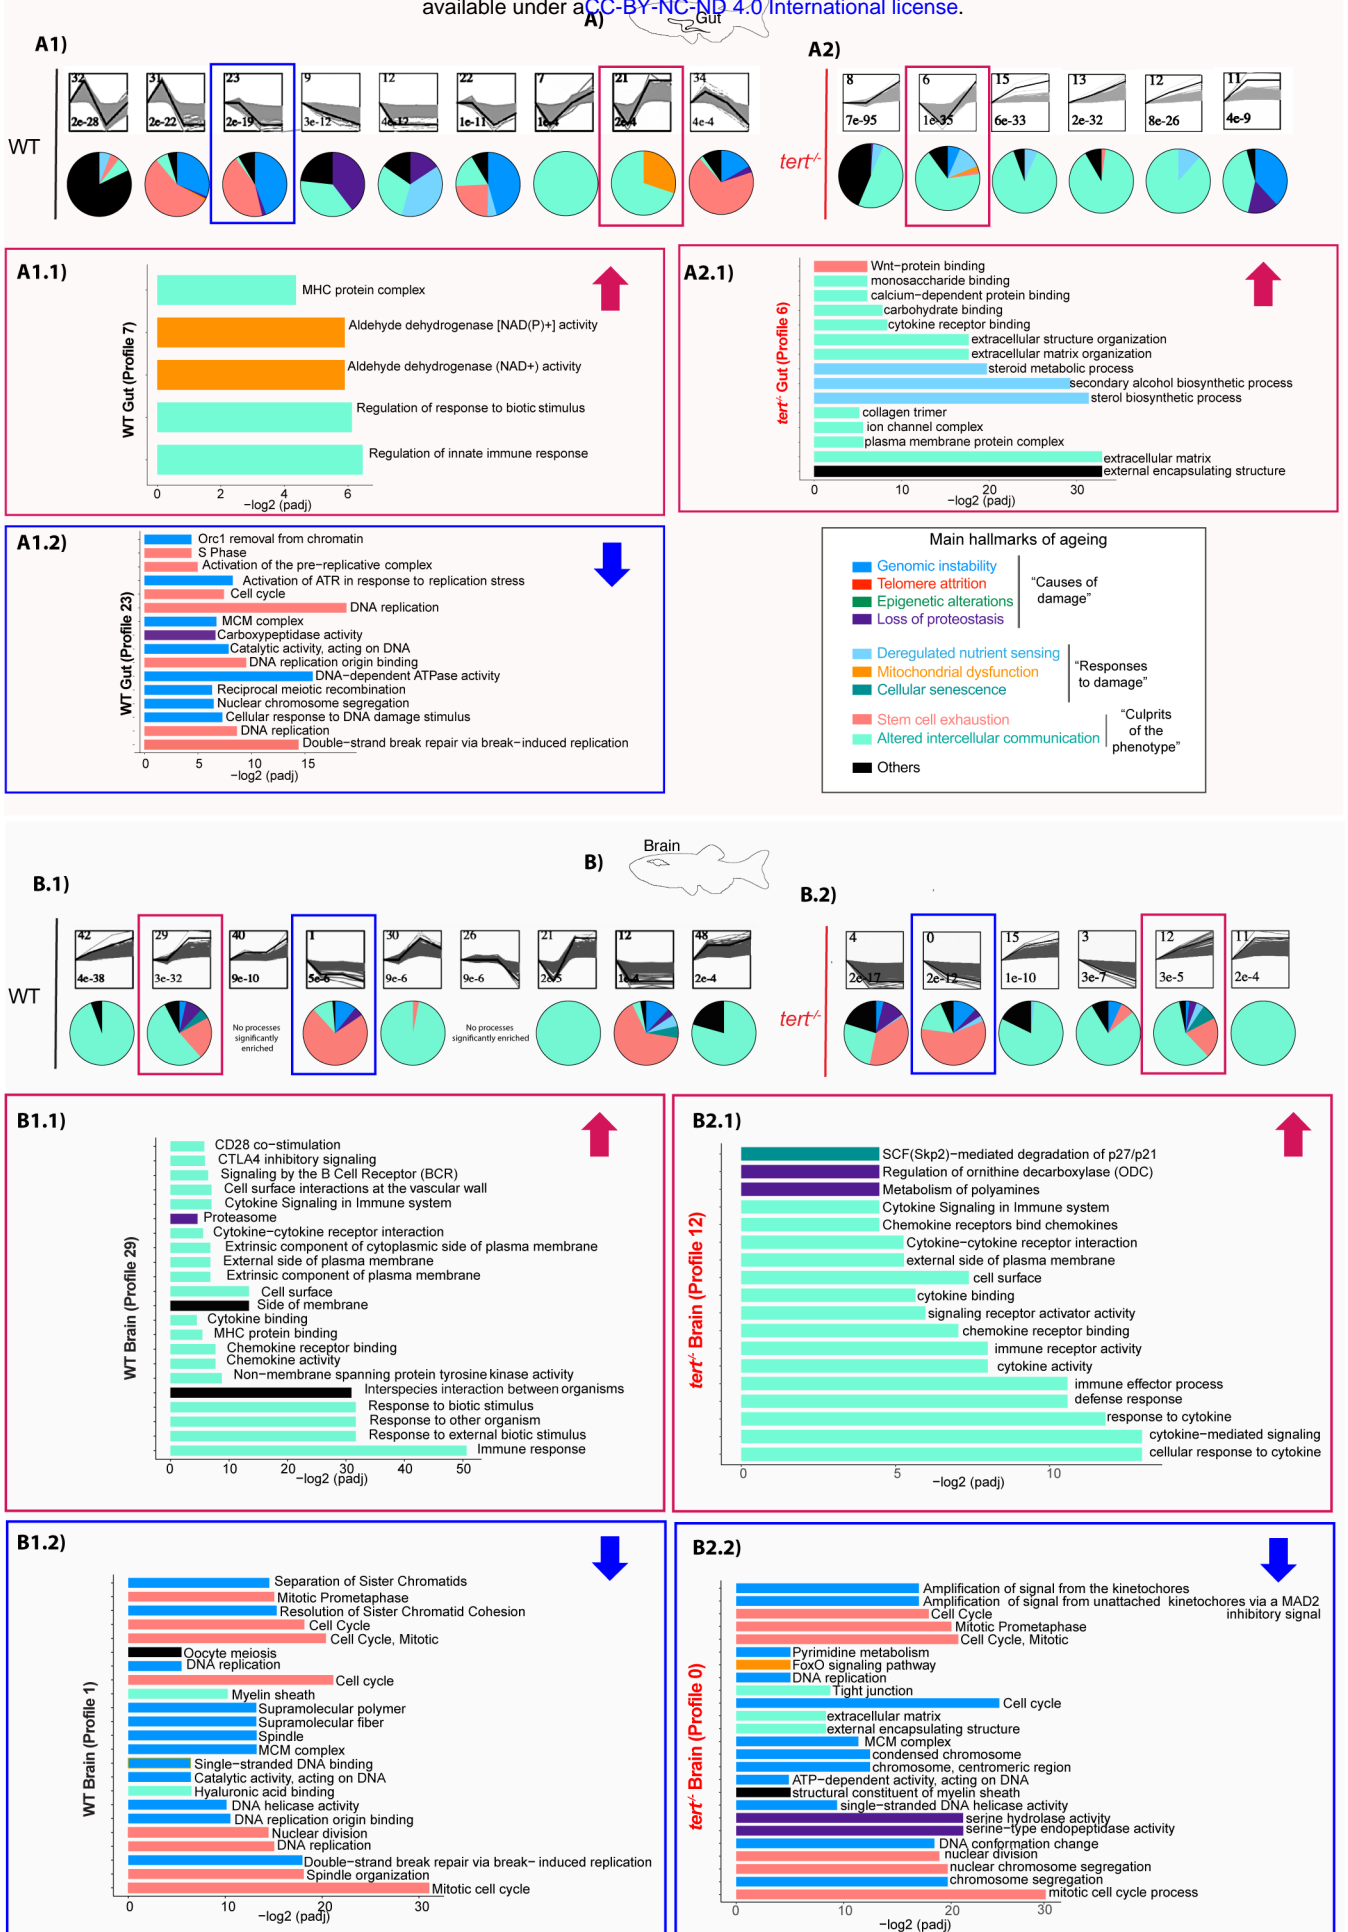 available under aCC-BY-NC-ND 4.0 International license.
A)
Gut
A1)
A2)
WT
32
2e-28
31
2e-22
23
2e-19
9
3e-12
12
4e-12
22
1e-11
7
1e-4
21
2e-4
34
4e-4
tert-/-
8
7e-95
6
1e-35
15
6e-33
13
2e-32
12
8e-26
11
4e-9
A1.1)
WT Gut (Profile 7)
MHC protein complex
Aldehyde dehydrogenase [NAD(P)+] activity
Aldehyde dehydrogenase (NAD+) activity
Regulation of response to biotic stimulus
Regulation of innate immune response
0 2 4 6
−log2 (padj)
A2.1)
tert-/- Gut (Profile 6)
Wnt−protein binding
monosaccharide binding
calcium−dependent protein binding
carbohydrate binding
cytokine receptor binding
extracellular structure organization
extracellular matrix organization
steroid metabolic process
secondary alcohol biosynthetic process
sterol biosynthetic process
collagen trimer
ion channel complex
plasma membrane protein complex
extracellular matrix
external encapsulating structure
0 10 20 30
−log2 (padj)
A1.2)
WT Gut (Profile 23)
Orc1 removal from chromatin
S Phase
Activation of the pre−replicative complex
Activation of ATR in response to replication stress
Cell cycle
DNA replication
MCM complex
Carboxypeptidase activity
Catalytic activity, acting on DNA
DNA replication origin binding
DNA−dependent ATPase activity
Reciprocal meiotic recombination
Nuclear chromosome segregation
Cellular response to DNA damage stimulus
DNA replication
Double−strand break repair via break−induced replication
0 5 10 15
−log2 (padj)
Main hallmarks of ageing
Genomic instability
Telomere attrition
Epigenetic alterations
Loss of proteostasis
“Causes of
damage”
Deregulated nutrient sensing
Mitochondrial dysfunction
Cellular senescence
“Responses
to damage”
Stem cell exhaustion
Altered intercellular communication
“Culprits
of the
phenotype”
Others
B)
Brain
B.1)
B.2)
WT
42
4e-38
29
3e-32
40
9e-10
No processes
significantly
enriched
1
5e-6
30
9e-6
26
9e-6
No processes
significantly enriched
21
2e-5
12
1e-4
48
2e-4
tert-/-
4
2e-17
0
2e-12
15
1e-10
3
3e-7
12
3e-5
11
2e-4
B1.1)
WT Brain (Profile 29)
CD28 co−stimulation
CTLA4 inhibitory signaling
Signaling by the B Cell Receptor (BCR)
Cell surface interactions at the vascular wall
Cytokine Signaling in Immune system
Proteasome
Cytokine−cytokine receptor interaction
Extrinsic component of cytoplasmic side of plasma membrane
External side of plasma membrane
Extrinsic component of plasma membrane
Cell surface
Side of membrane
Cytokine binding
MHC protein binding
Chemokine receptor binding
Chemokine activity
Non−membrane spanning protein tyrosine kinase activity
Interspecies interaction between organisms
Response to biotic stimulus
Response to other organism
Response to external biotic stimulus
Immune response
0 10 20 30 40 50
−log2 (padj)
B2.1)
tert-/- Brain (Profile 12)
SCF(Skp2)−mediated degradation of p27/p21
Regulation of ornithine decarboxylase (ODC)
Metabolism of polyamines
Cytokine Signaling in Immune system
Chemokine receptors bind chemokines
Cytokine−cytokine receptor interaction
external side of plasma membrane
cell surface
cytokine binding
signaling receptor activator activity
chemokine receptor binding
immune receptor activity
cytokine activity
immune effector process
defense response
response to cytokine
cytokine−mediated signaling
cellular response to cytokine
0 5 10
−log2 (padj)
B1.2)
WT Brain (Profile 1)
Separation of Sister Chromatids
Mitotic Prometaphase
Resolution of Sister Chromatid Cohesion
Cell Cycle
Cell Cycle, Mitotic
Oocyte meiosis
DNA replication
Cell cycle
Myelin sheath
Supramolecular polymer
Supramolecular fiber
Spindle
MCM complex
Single−stranded DNA binding
Catalytic activity, acting on DNA
Hyaluronic acid binding
DNA helicase activity
DNA replication origin binding
Nuclear division
DNA replication
Double−strand break repair via break− induced replication
Spindle organization
Mitotic cell cycle
0 10 20 30
−log2 (padj)
B2.2)
tert-/- Brain (Profile 0)
Amplification of signal from the kinetochores
Amplification of signal from unattached kinetochores via a MAD2
inhibitory signal
Cell Cycle
Mitotic Prometaphase
Cell Cycle, Mitotic
Pyrimidine metabolism
FoxO signaling pathway
DNA replication
Tight junction
Cell cycle
extracellular matrix
external encapsulating structure
MCM complex
condensed chromosome
chromosome, centromeric region
ATP−dependent activity, acting on DNA
structural constituent of myelin sheath
single−stranded DNA helicase activity
serine hydrolase activity
serine−type endopeptidase activity
DNA conformation change
nuclear division
nuclear chromosome segregation
chromosome segregation
mitotic cell cycle process
0 10 20 30
−log2 (padj)